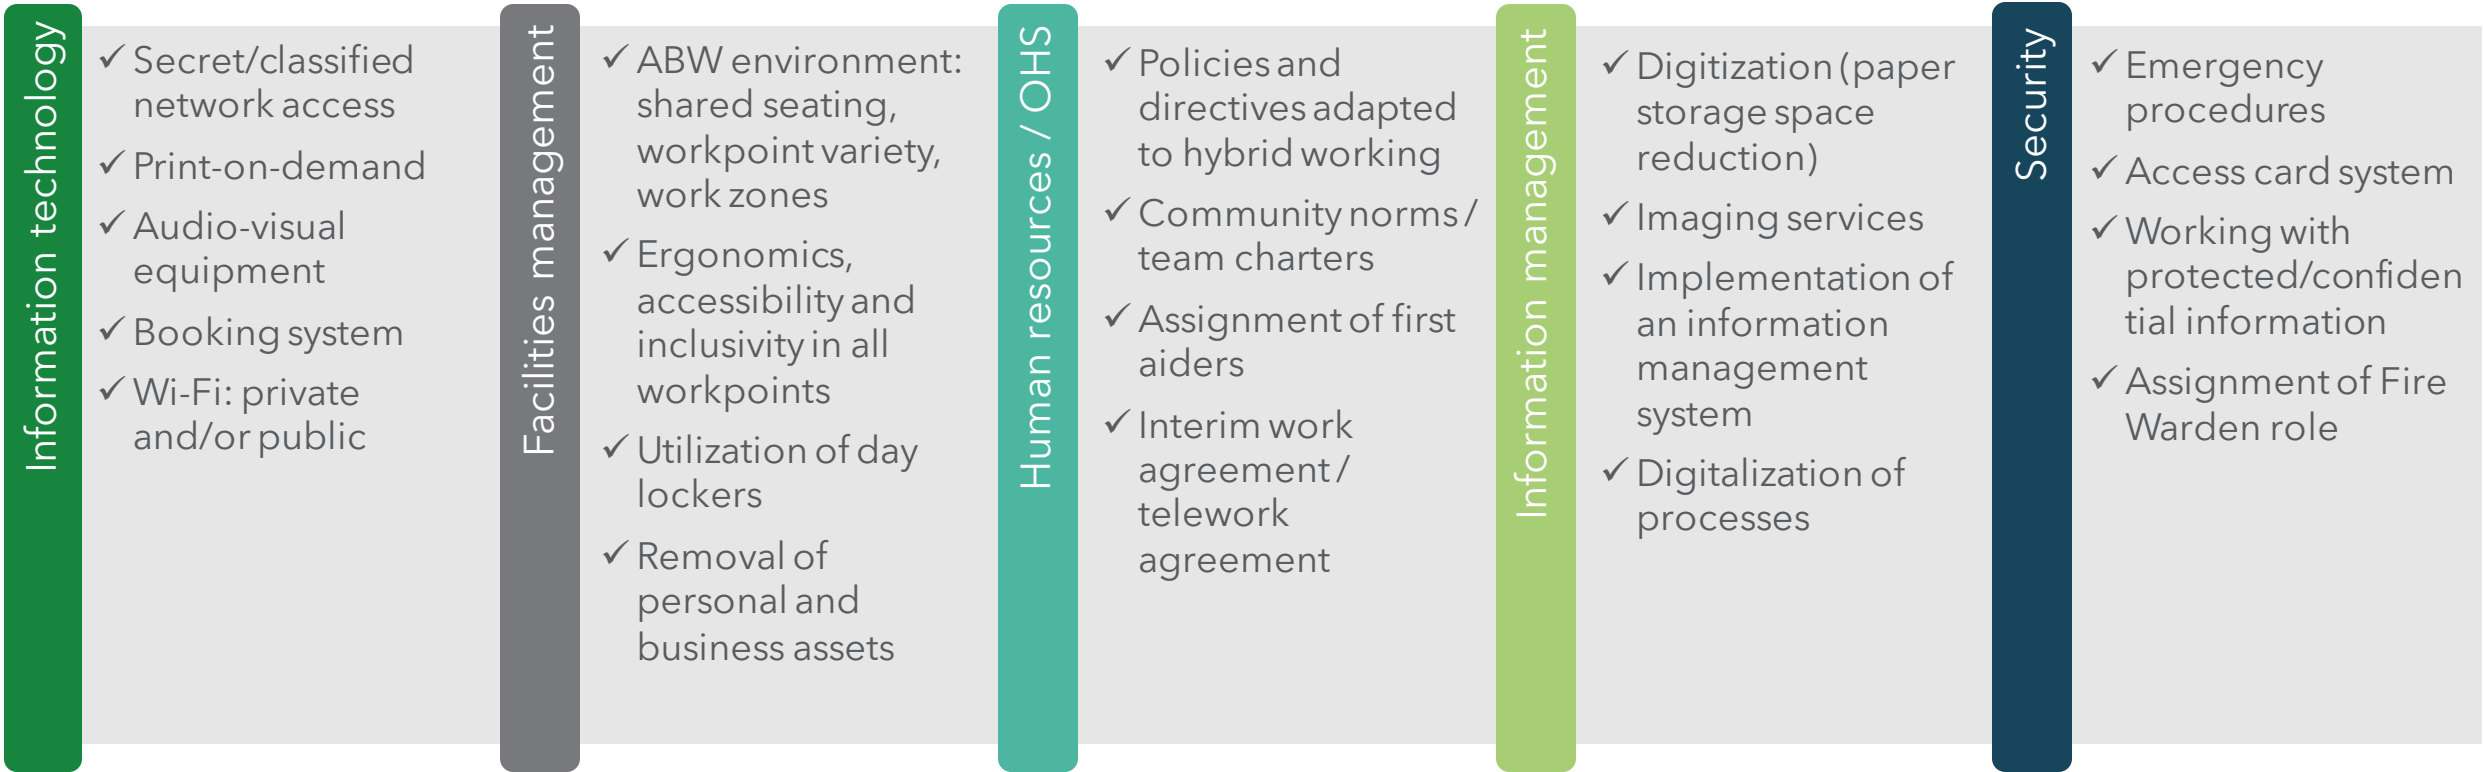 Information technology
✓ Secret/classified
network access
✓ Print-on-demand
✓ Audio-visual
equipment
✓ Booking system
✓ Wi-Fi: private
and/or public
Facilities management
✓ ABW environment:
shared seating,
workpoint variety,
work zones
✓ Ergonomics,
accessibility and
inclusivity in all
workpoints
✓ Utilization of day
lockers
✓ Removal of
personal and
business assets
Human resources / OHS
✓ Policies and
directives adapted
to hybrid working
✓ Community norms /
team charters
✓ Assignment of first
aiders
✓ Interim work
agreement /
telework
agreement
Information management
✓ Digitization (paper
storage space
reduction)
✓ Imaging services
✓ Implementation of
an information
management
system
✓ Digitalization of
processes
Security
✓ Emergency
procedures
✓ Access card system
✓ Working with
protected/confiden
tial information
✓ Assignment of Fire
Warden role